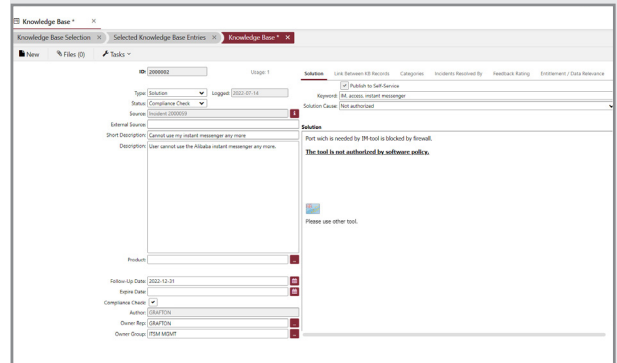 Knowledge Base * ×
Knowledge Base Selection × Selected Knowledge Base Entries × Knowledge Base * ×
New Files (0) Tasks
ID: 2000002 Usage: 1
Type: Solution Logged: 2022-07-14
Status: Compliance Check
Source: Incident 2000059
External Source:
Short Description: Cannot use my instant messenger any more
Description: User cannot use the Alibaba instant messenger any more.
Product:
Follow-Up Date: 2022-12-31
Expire Date:
Compliance Check:
Author: GRAFTON
Owner Rep: GRAFTON
Owner Group: ITSM MGMT
Solution Link Between KB Records Categories Incidents Resolved By Feedback Rating Entitlement / Data Relevance
Publish to Self-Service
Keyword: IM, access, instant messenger
Solution Cause: Not authorized
Solution
Port wich is needed by IM-tool is blocked by firewall.
The tool is not authorized by software policy.
Please use other tool.